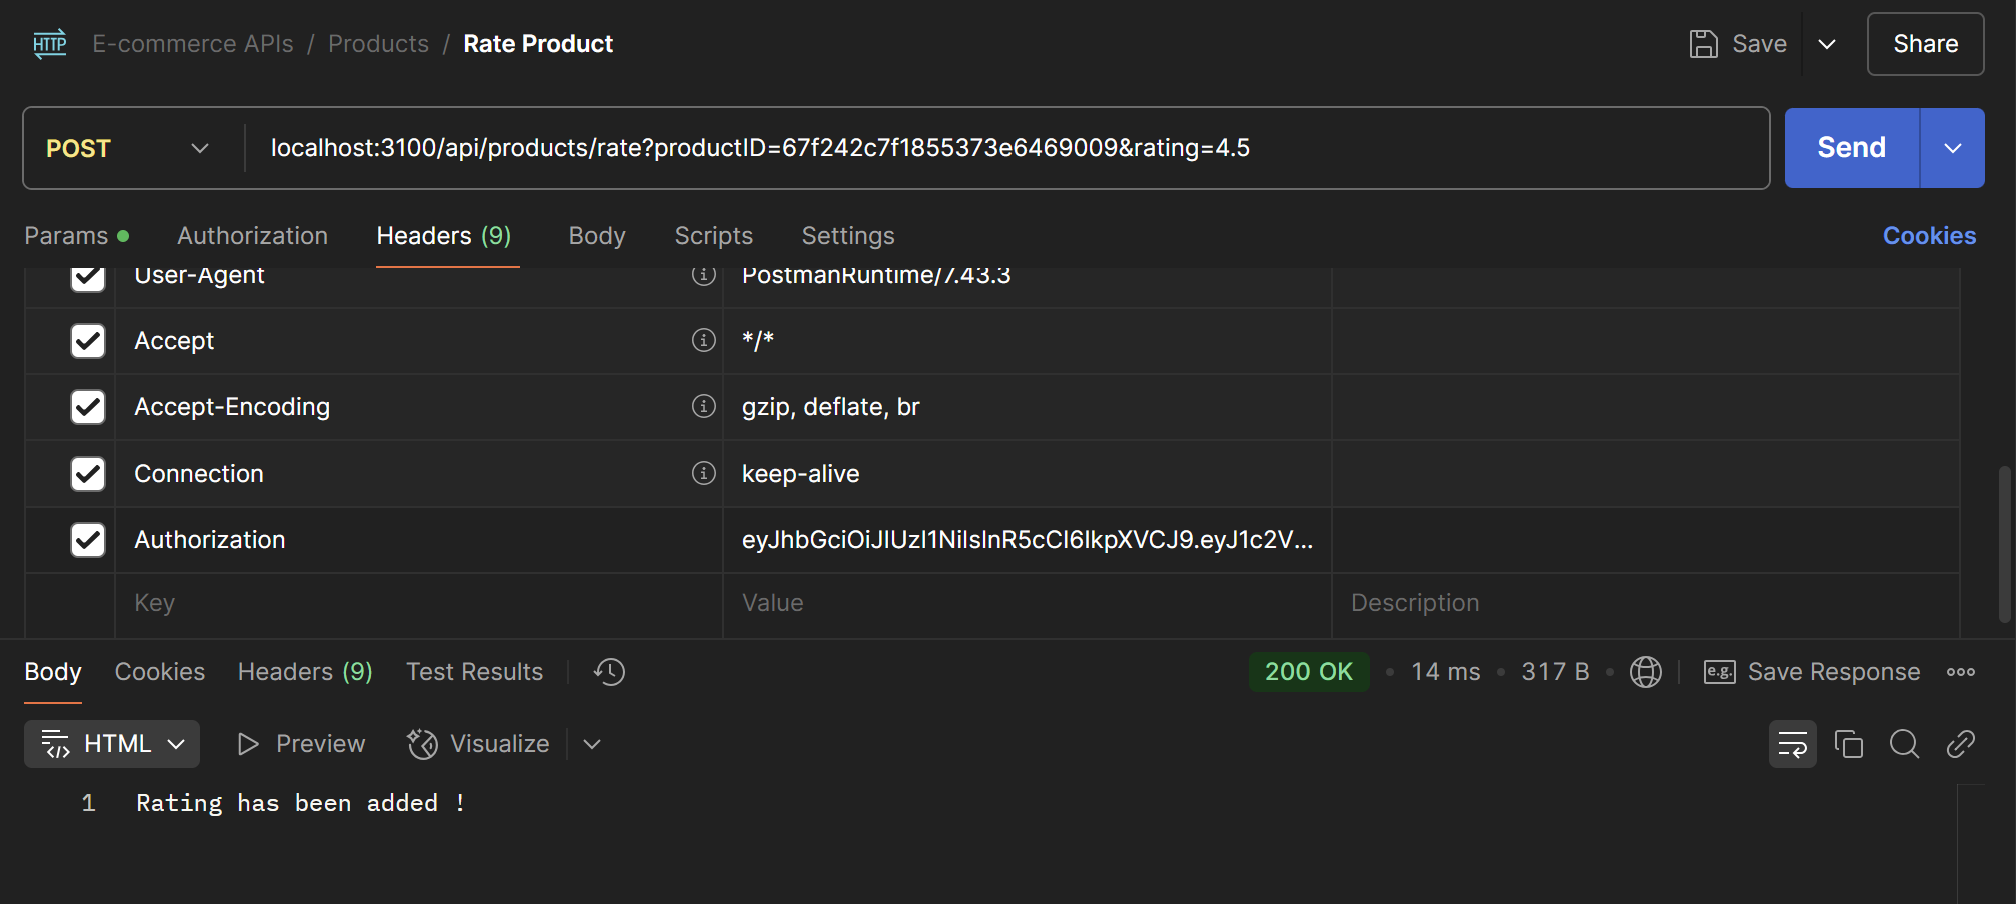 HTTP E-commerce APIs / Products / Rate Product Save Share
POST localhost:3100/api/products/rate?productID=67f242c7f1855373e6469009&rating=4.5 Send
Params Authorization Headers (9) Body Scripts Settings Cookies
User-Agent PostmanRuntime/7.43.3
Accept */*
Accept-Encoding gzip, deflate, br
Connection keep-alive
Authorization eyJhbGciOiJIUzI1NiIsInR5cCI6IkpXVCJ9.eyJ1c2V...
Key Value Description
Body Cookies Headers (9) Test Results 200 OK • 14 ms • 317 B • e.g. Save Response
HTML Preview Visualize
1 Rating has been added !